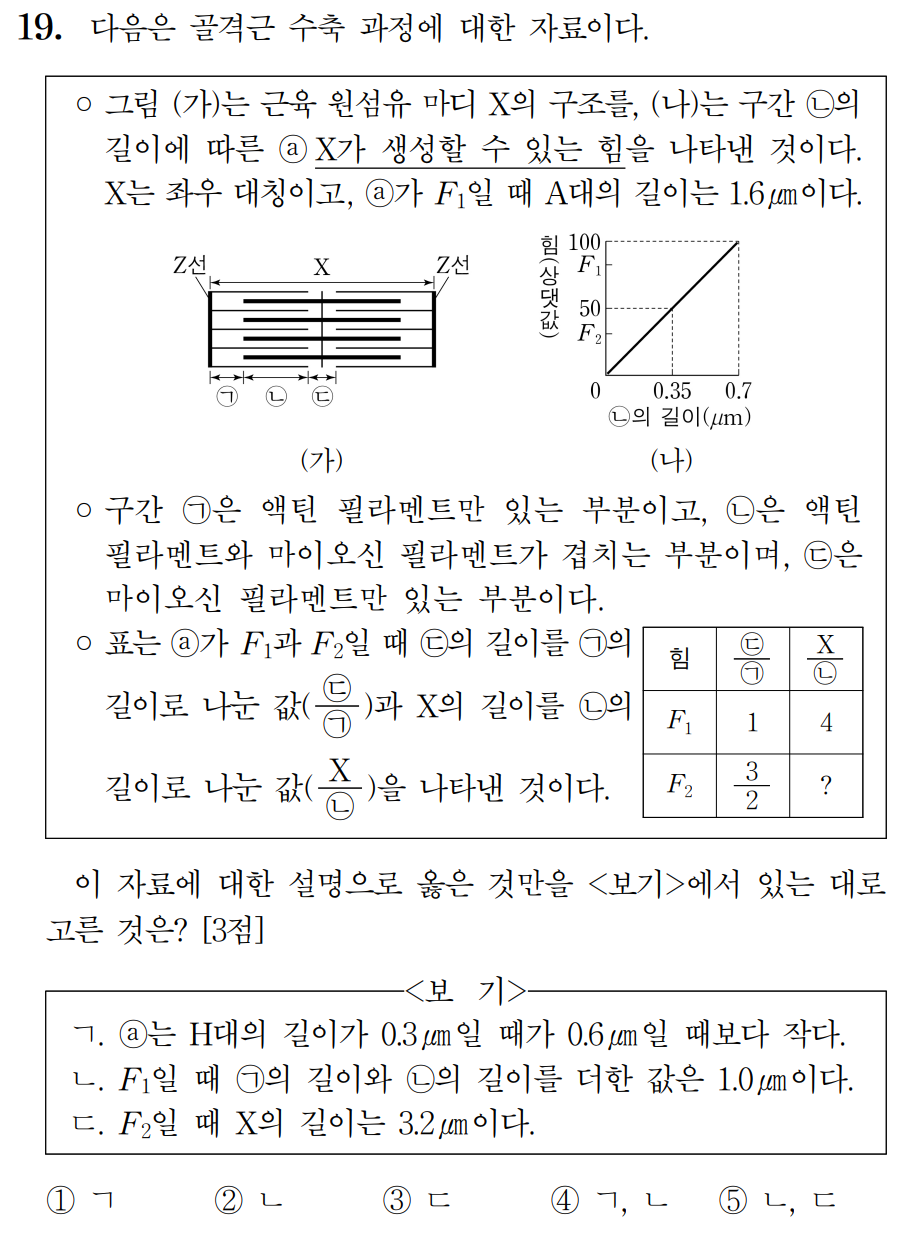 19. 다음은 골격근 수축 과정에 대한 자료이다.
○ 그림 (가)는 근육 원섬유 마디 X의 구조를, (나)는 구간 ㉡의
길이에 따른 ⓐ X가 생성할 수 있는 힘을 나타낸 것이다.
X는 좌우 대칭이고, ⓐ가 F₁일 때 A대의 길이는 1.6㎛이다.
Z선 X Z선
㉠ ㉡ ㉢
(가)
힘(상댓값)
100
F₁
50
F₂
0 0.35 0.7
㉡의 길이(μm)
(나)
○ 구간 ㉠은 액틴 필라멘트만 있는 부분이고, ㉡은 액틴
필라멘트와 마이오신 필라멘트가 겹치는 부분이며, ㉢은
마이오신 필라멘트만 있는 부분이다.
○ 표는 ⓐ가 F₁과 F₂일 때 ㉢의 길이를 ㉠의
길이로 나눈 값(㉢/㉠)과 X의 길이를 ㉡의
길이로 나눈 값(X/㉡)을 나타낸 것이다.
힘 ㉢/㉠ X/㉡
F₁ 1 4
F₂ 3/2 ?
이 자료에 대한 설명으로 옳은 것만을 <보기>에서 있는 대로
고른 것은? [3점]
<보 기>
ㄱ. ⓐ는 H대의 길이가 0.3㎛일 때가 0.6㎛일 때보다 작다.
ㄴ. F₁일 때 ㉠의 길이와 ㉡의 길이를 더한 값은 1.0㎛이다.
ㄷ. F₂일 때 X의 길이는 3.2㎛이다.
① ㄱ ② ㄴ ③ ㄷ ④ ㄱ, ㄴ ⑤ ㄴ, ㄷ